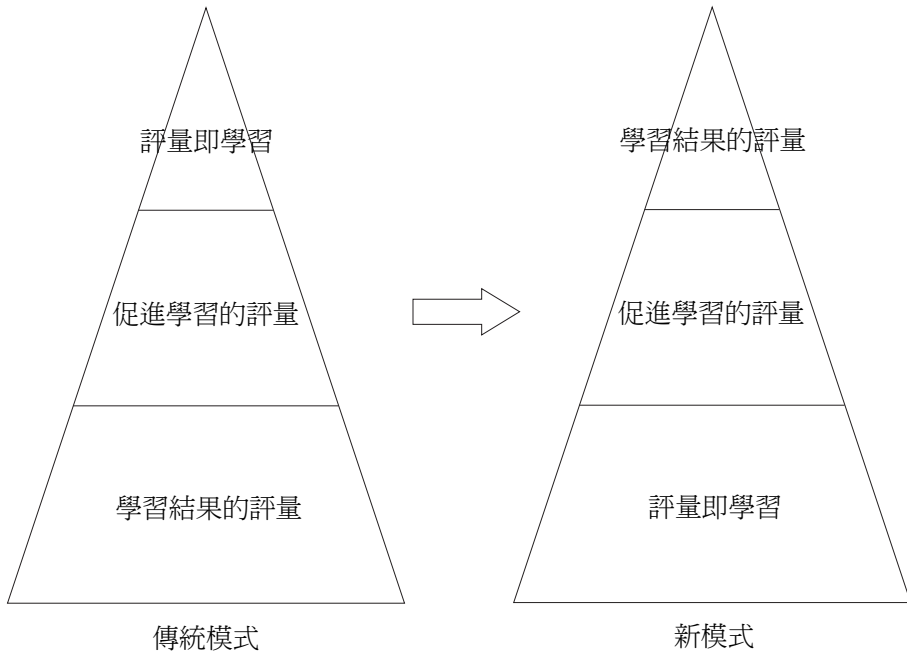 評量即學習
促進學習的評量
學習結果的評量
傳統模式
學習結果的評量
促進學習的評量
評量即學習
新模式